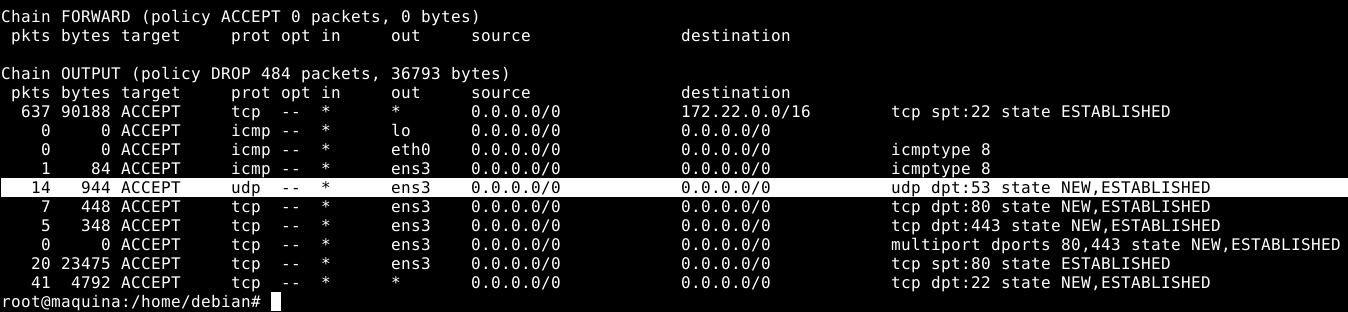 Chain FORWARD (policy ACCEPT 0 packets, 0 bytes)
 pkts bytes target     prot opt in     out     source               destination

Chain OUTPUT (policy DROP 484 packets, 36793 bytes)
 pkts bytes target     prot opt in     out     source               destination
  637 90188 ACCEPT     tcp  --  *      *       0.0.0.0/0            172.22.0.0/16        tcp spt:22 state ESTABLISHED
    0     0 ACCEPT     icmp --  *      lo      0.0.0.0/0            0.0.0.0/0
    0     0 ACCEPT     icmp --  *      eth0    0.0.0.0/0            0.0.0.0/0            icmptype 8
    1    84 ACCEPT     icmp --  *      ens3    0.0.0.0/0            0.0.0.0/0            icmptype 8
   14   944 ACCEPT     udp  --  *      ens3    0.0.0.0/0            0.0.0.0/0            udp dpt:53 state NEW,ESTABLISHED
    7   448 ACCEPT     tcp  --  *      ens3    0.0.0.0/0            0.0.0.0/0            tcp dpt:80 state NEW,ESTABLISHED
    5   348 ACCEPT     tcp  --  *      ens3    0.0.0.0/0            0.0.0.0/0            tcp dpt:443 state NEW,ESTABLISHED
    0     0 ACCEPT     tcp  --  *      ens3    0.0.0.0/0            0.0.0.0/0            multiport dports 80,443 state NEW,ESTABLISHED
   20 23475 ACCEPT     tcp  --  *      ens3    0.0.0.0/0            0.0.0.0/0            tcp spt:80 state ESTABLISHED
   41  4792 ACCEPT     tcp  --  *      *       0.0.0.0/0            0.0.0.0/0            tcp dpt:22 state NEW,ESTABLISHED
root@maquina:/home/debian#